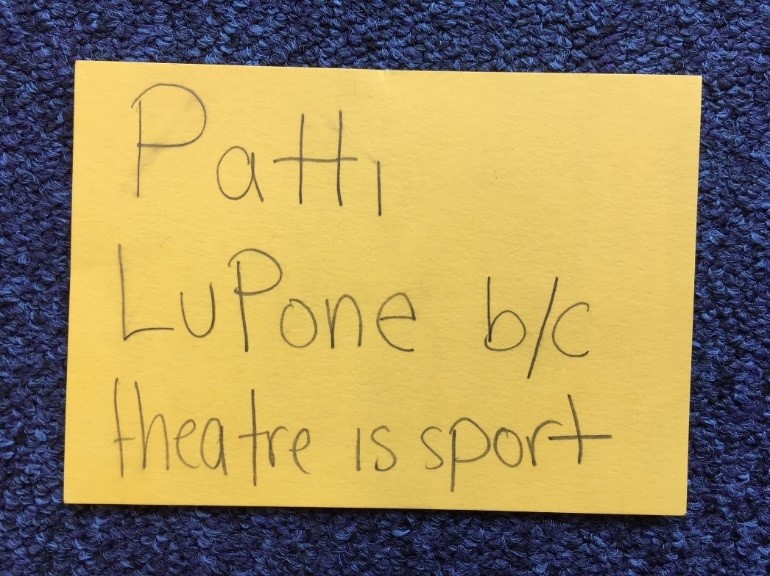 Patti
LuPone b/c
theatre is sport